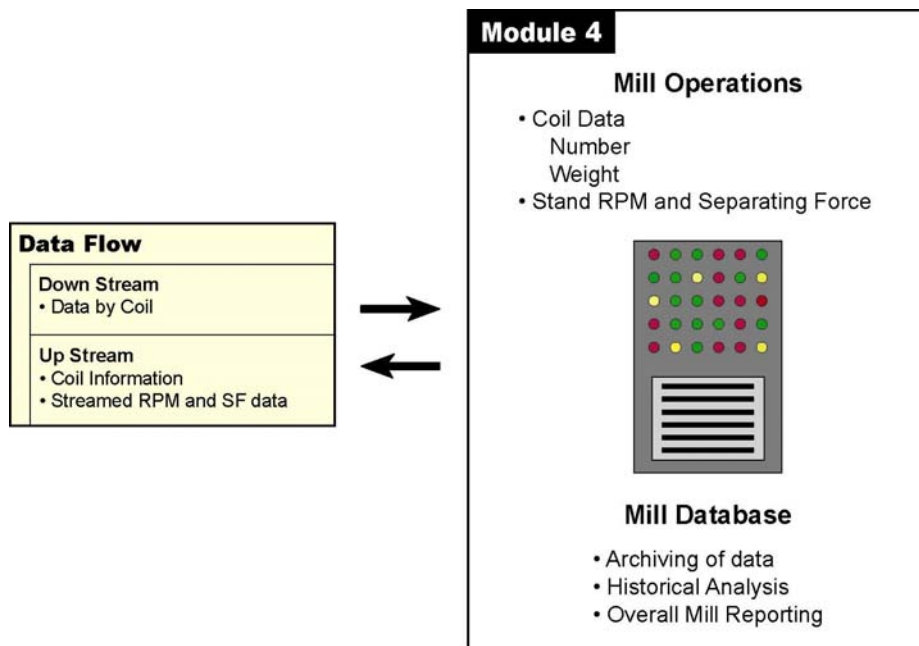 Module 4
Mill Operations
• Coil Data
Number
Weight
• Stand RPM and Separating Force
Data Flow
Down Stream
• Data by Coil
Up Stream
• Coil Information
• Streamed RPM and SF data
Mill Database
• Archiving of data
• Historical Analysis
• Overall Mill Reporting